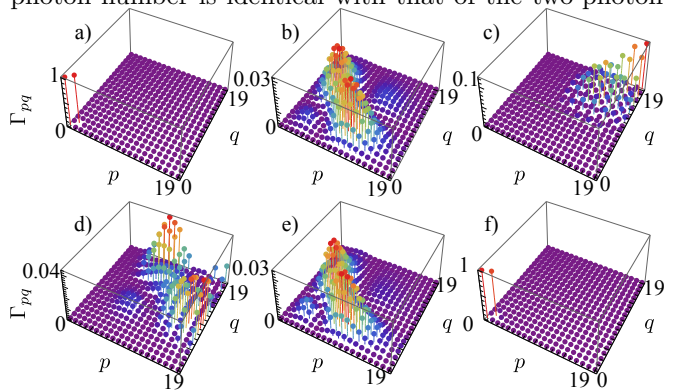 photon number is identical with that of the two-photon
a) b) c)
1 0.03 0.1
Γpq
19 19 19
0 0 0
q q q
p p p
19 0 19 0 19 0
d) e) f)
0.04 0.03 1
Γpq
19 19 19
0 0 0
q q q
p p p
19 19 0 19 0